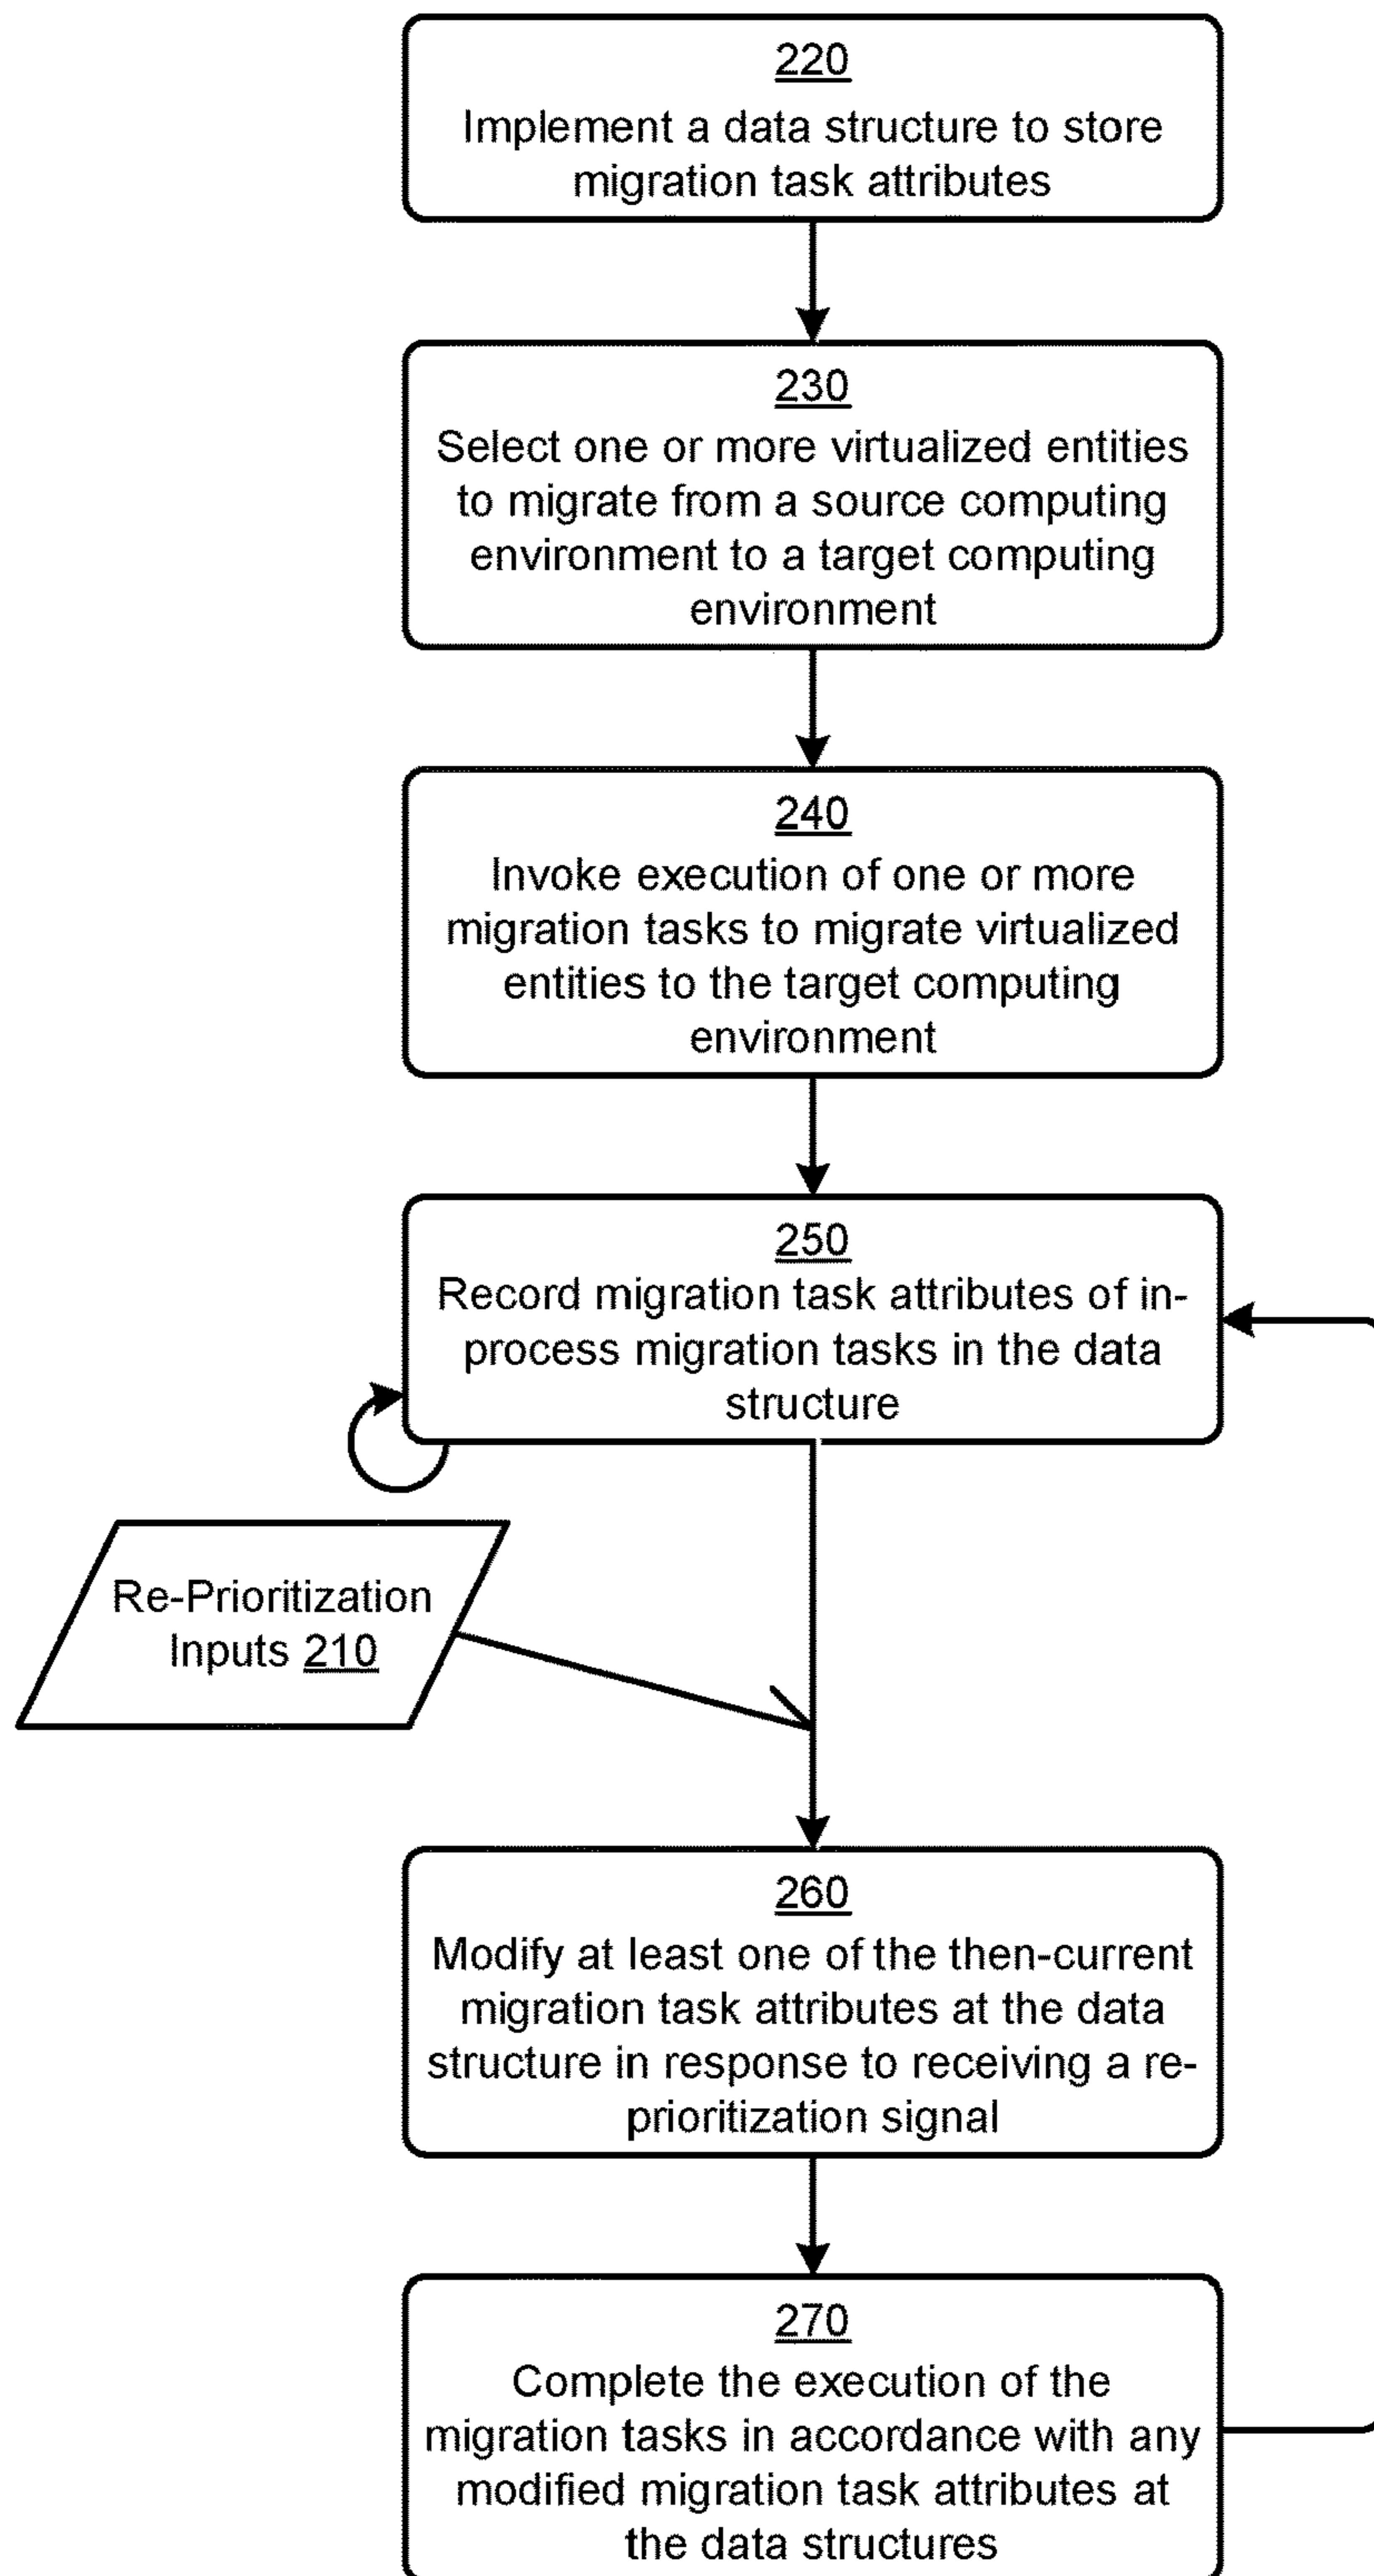 220
Implement a data structure to store
migration task attributes
230
Select one or more virtualized entities
to migrate from a source computing
environment to a target computing
environment
240
Invoke execution of one or more
migration tasks to migrate virtualized
entities to the target computing
environment
250
Record migration task attributes of in-
process migration tasks in the data
structure
Re-Prioritization
Inputs 210
260
Modify at least one of the then-current
migration task attributes at the data
structure in response to receiving a re-
prioritization signal
270
Complete the execution of the
migration tasks in accordance with any
modified migration task attributes at
the data structures